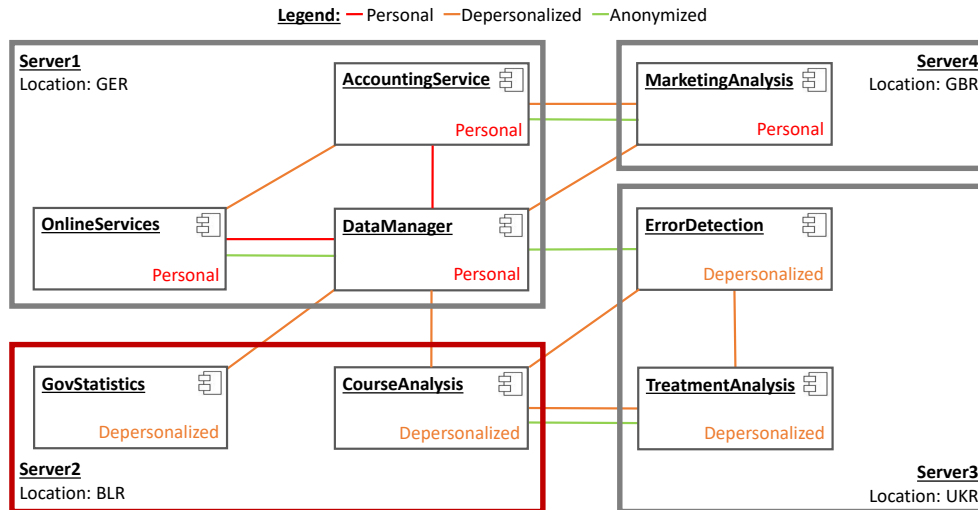 Legend: Personal Depersonalized Anonymized
Server1
Location: GER
AccountingService
Personal
MarketingAnalysis
Personal
Server4
Location: GBR
OnlineServices
Personal
DataManager
Personal
ErrorDetection
Depersonalized
GovStatistics
Depersonalized
CourseAnalysis
Depersonalized
TreatmentAnalysis
Depersonalized
Server2
Location: BLR
Server3
Location: UKR